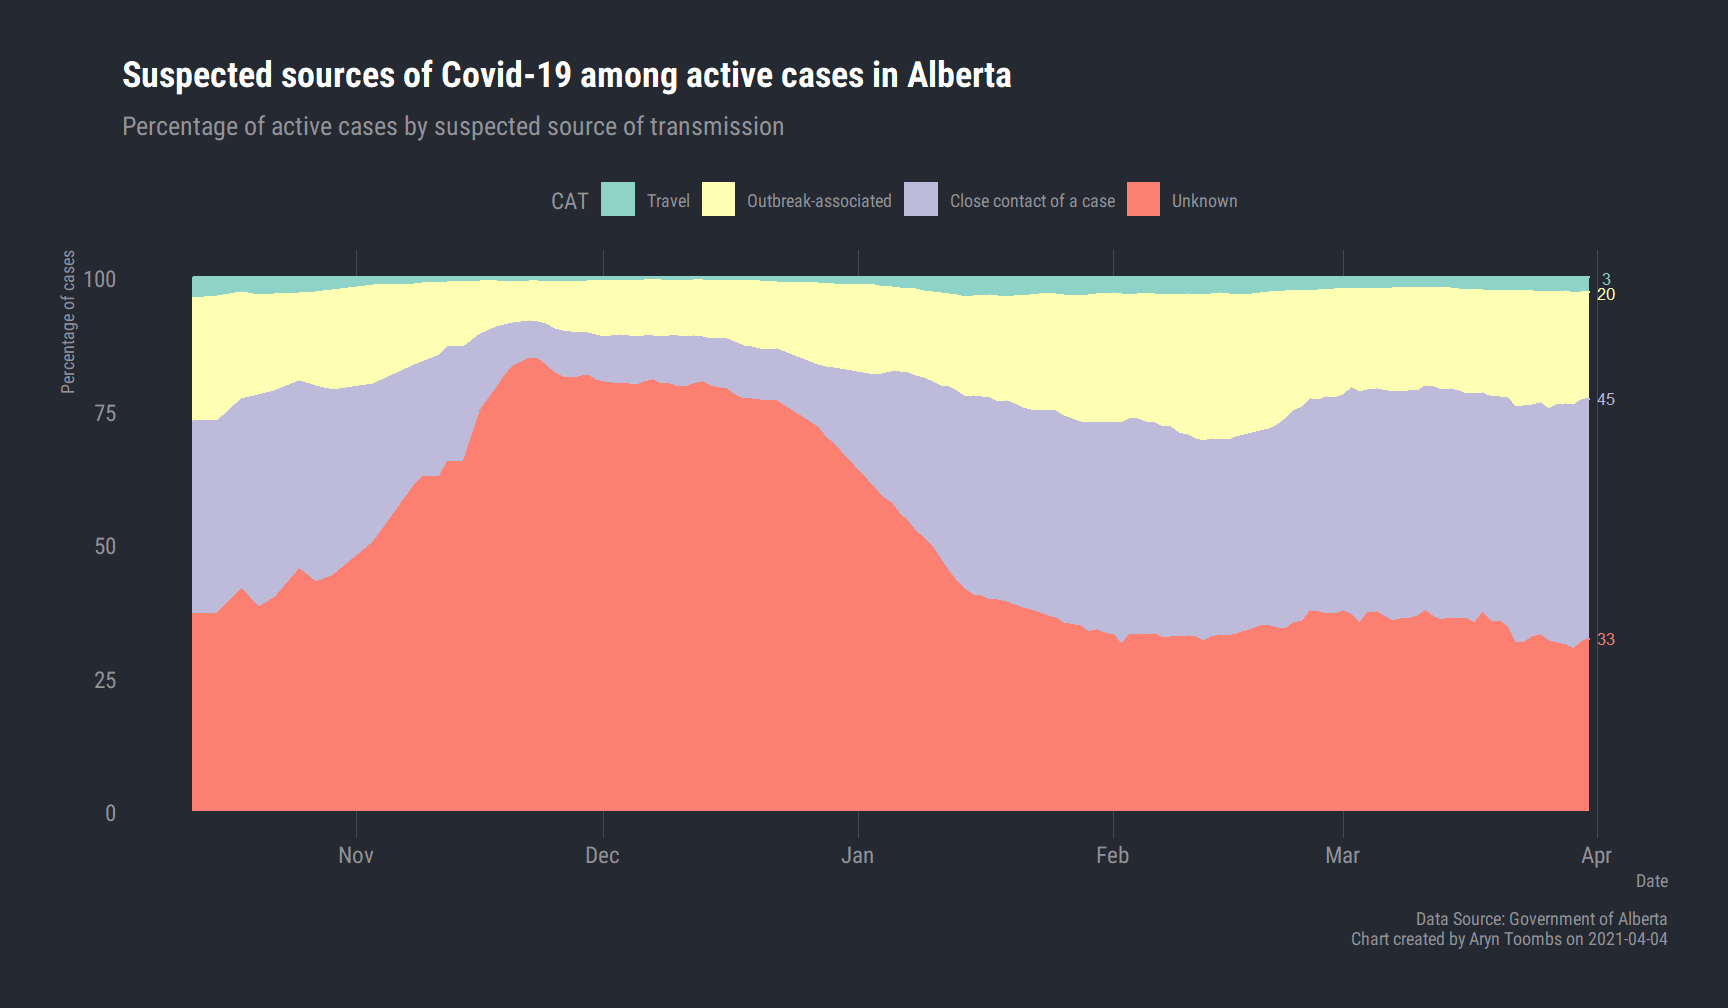 Suspected sources of Covid-19 among active cases in Alberta
Percentage of active cases by suspected source of transmission
CAT Travel Outbreak-associated Close contact of a case Unknown
Percentage of cases
100
75
50
25
0
3
20
45
33
Nov Dec Jan Feb Mar Apr
Date
Data Source: Government of Alberta
Chart created by Aryn Toombs on 2021-04-04